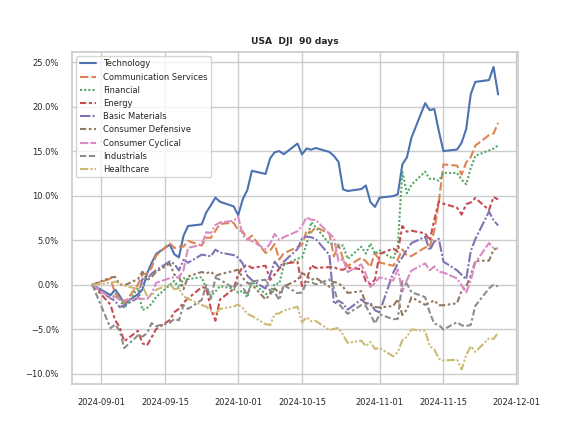 USA DJI 90 days
25.0%
20.0%
15.0%
10.0%
5.0%
0.0%
−5.0%
−10.0%
Technology
Communication Services
Financial
Energy
Basic Materials
Consumer Defensive
Consumer Cyclical
Industrials
Healthcare
2024-09-01 2024-09-15 2024-10-01 2024-10-15 2024-11-01 2024-11-15 2024-12-01